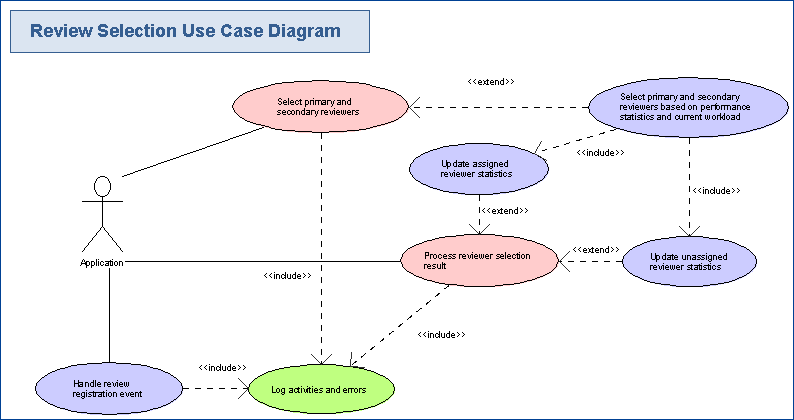 Review Selection Use Case Diagram
<<extend>>
Select primary and
secondary reviewers
Select primary and secondary
reviewers based on performance
statistics and current workload
<<include>>
Update assigned
reviewer statistics
<<include>>
<<extend>>
Application
Process reviewer selection
result
<<extend>>
Update unassigned
reviewer statistics
<<include>>
<<include>>
<<include>>
Handle review
registration event
Log activities and errors